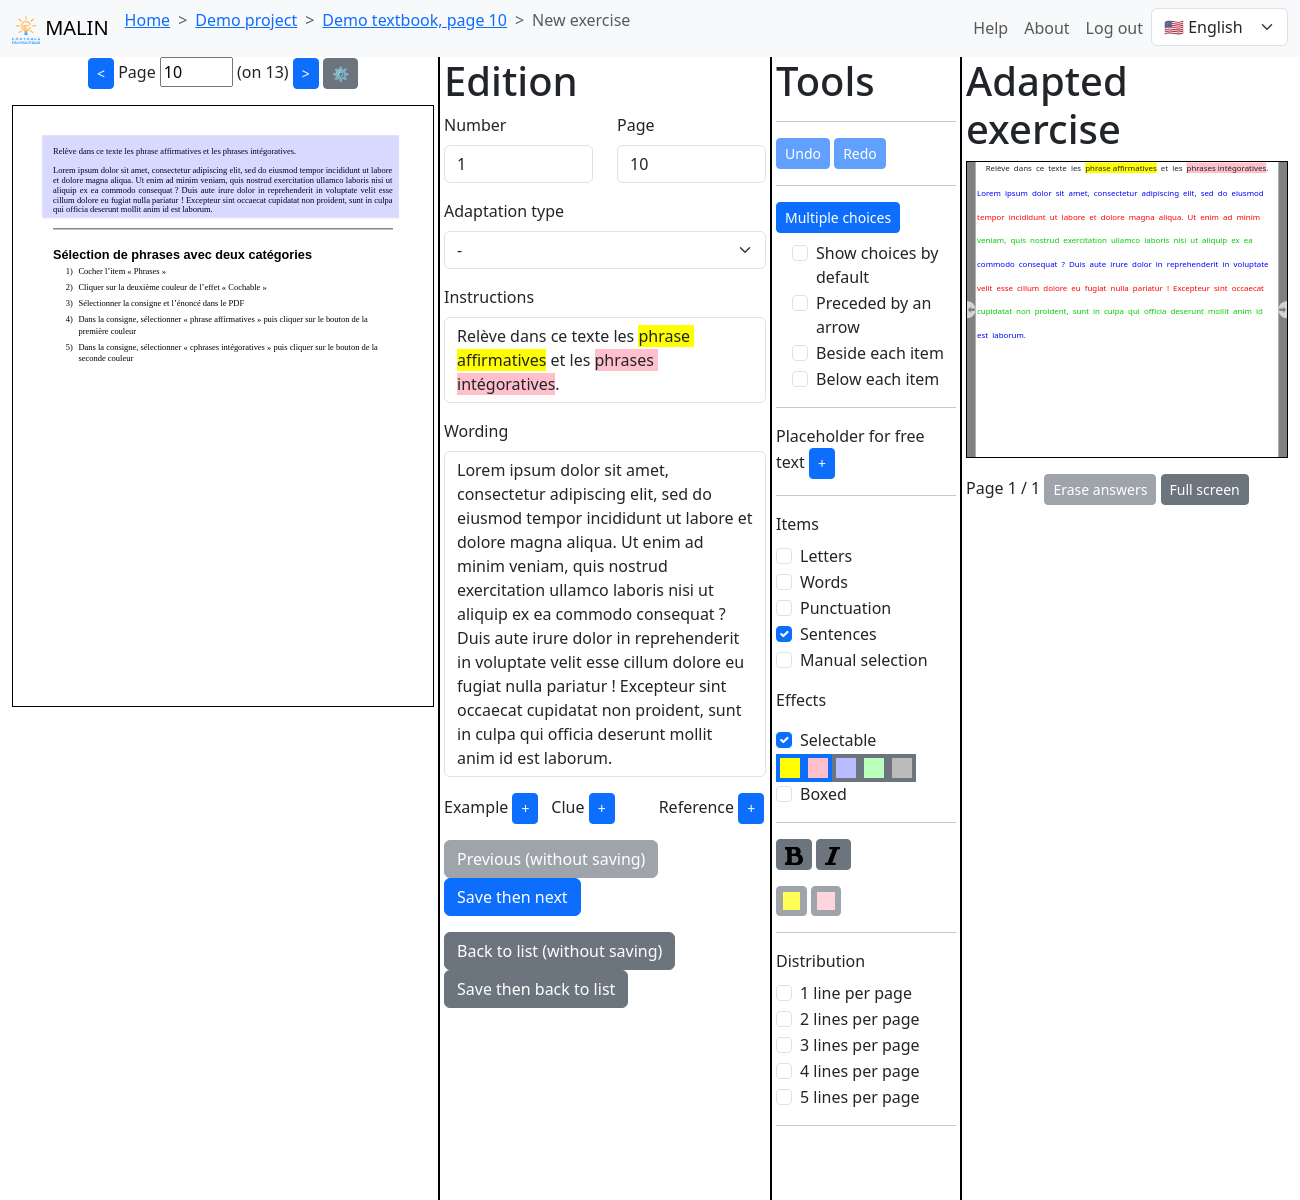 MALIN
Home > Demo project > Demo textbook, page 10 > New exercise
Help
About
Log out
🇺🇸 English
< Page 10 (on 13) > ⚙️
Relève dans ce texte les phrase affirmatives et les phrases intégoratives.
Lorem ipsum dolor sit amet, consectetur adipiscing elit, sed do eiusmod tempor incididunt ut labore
et dolore magna aliqua. Ut enim ad minim veniam, quis nostrud exercitation ullamco laboris nisi ut
aliquip ex ea commodo consequat ? Duis aute irure dolor in reprehenderit in voluptate velit esse
cillum dolore eu fugiat nulla pariatur ! Excepteur sint occaecat cupidatat non proident, sunt in culpa
qui officia deserunt mollit anim id est laborum.
Sélection de phrases avec deux catégories
1) Cocher l’item « Phrases »
2) Cliquer sur la deuxième couleur de l’effet « Cochable »
3) Sélectionner la consigne et l’énoncé dans le PDF
4) Dans la consigne, sélectionner « phrase affirmatives » puis cliquer sur le bouton de la
première couleur
5) Dans la consigne, sélectionner « cphrases intégoratives » puis cliquer sur le bouton de la
seconde couleur
Edition
Number
Page
1
10
Adaptation type
-
Instructions
Relève dans ce texte les phrase
affirmatives et les phrases
intégoratives.
Wording
Lorem ipsum dolor sit amet,
consectetur adipiscing elit, sed do
eiusmod tempor incididunt ut labore et
dolore magna aliqua. Ut enim ad
minim veniam, quis nostrud
exercitation ullamco laboris nisi ut
aliquip ex ea commodo consequat ?
Duis aute irure dolor in reprehenderit
in voluptate velit esse cillum dolore eu
fugiat nulla pariatur ! Excepteur sint
occaecat cupidatat non proident, sunt
in culpa qui officia deserunt mollit
anim id est laborum.
Example + Clue + Reference +
Previous (without saving)
Save then next
Back to list (without saving)
Save then back to list
Tools
Undo Redo
Multiple choices
Show choices by
default
Preceded by an
arrow
Beside each item
Below each item
Placeholder for free
text +
Items
Letters
Words
Punctuation
Sentences
Manual selection
Effects
Selectable
Boxed
B I
Distribution
1 line per page
2 lines per page
3 lines per page
4 lines per page
5 lines per page
Adapted
exercise
Relève dans ce texte les phrase affirmatives et les phrases intégoratives.
Lorem ipsum dolor sit amet, consectetur adipiscing elit, sed do eiusmod
tempor incididunt ut labore et dolore magna aliqua. Ut enim ad minim
veniam, quis nostrud exercitation ullamco laboris nisi ut aliquip ex ea
commodo consequat ? Duis aute irure dolor in reprehenderit in voluptate
velit esse cillum dolore eu fugiat nulla pariatur ! Excepteur sint occaecat
cupidatat non proident, sunt in culpa qui officia deserunt mollit anim id
est laborum.
Page 1 / 1 Erase answers Full screen